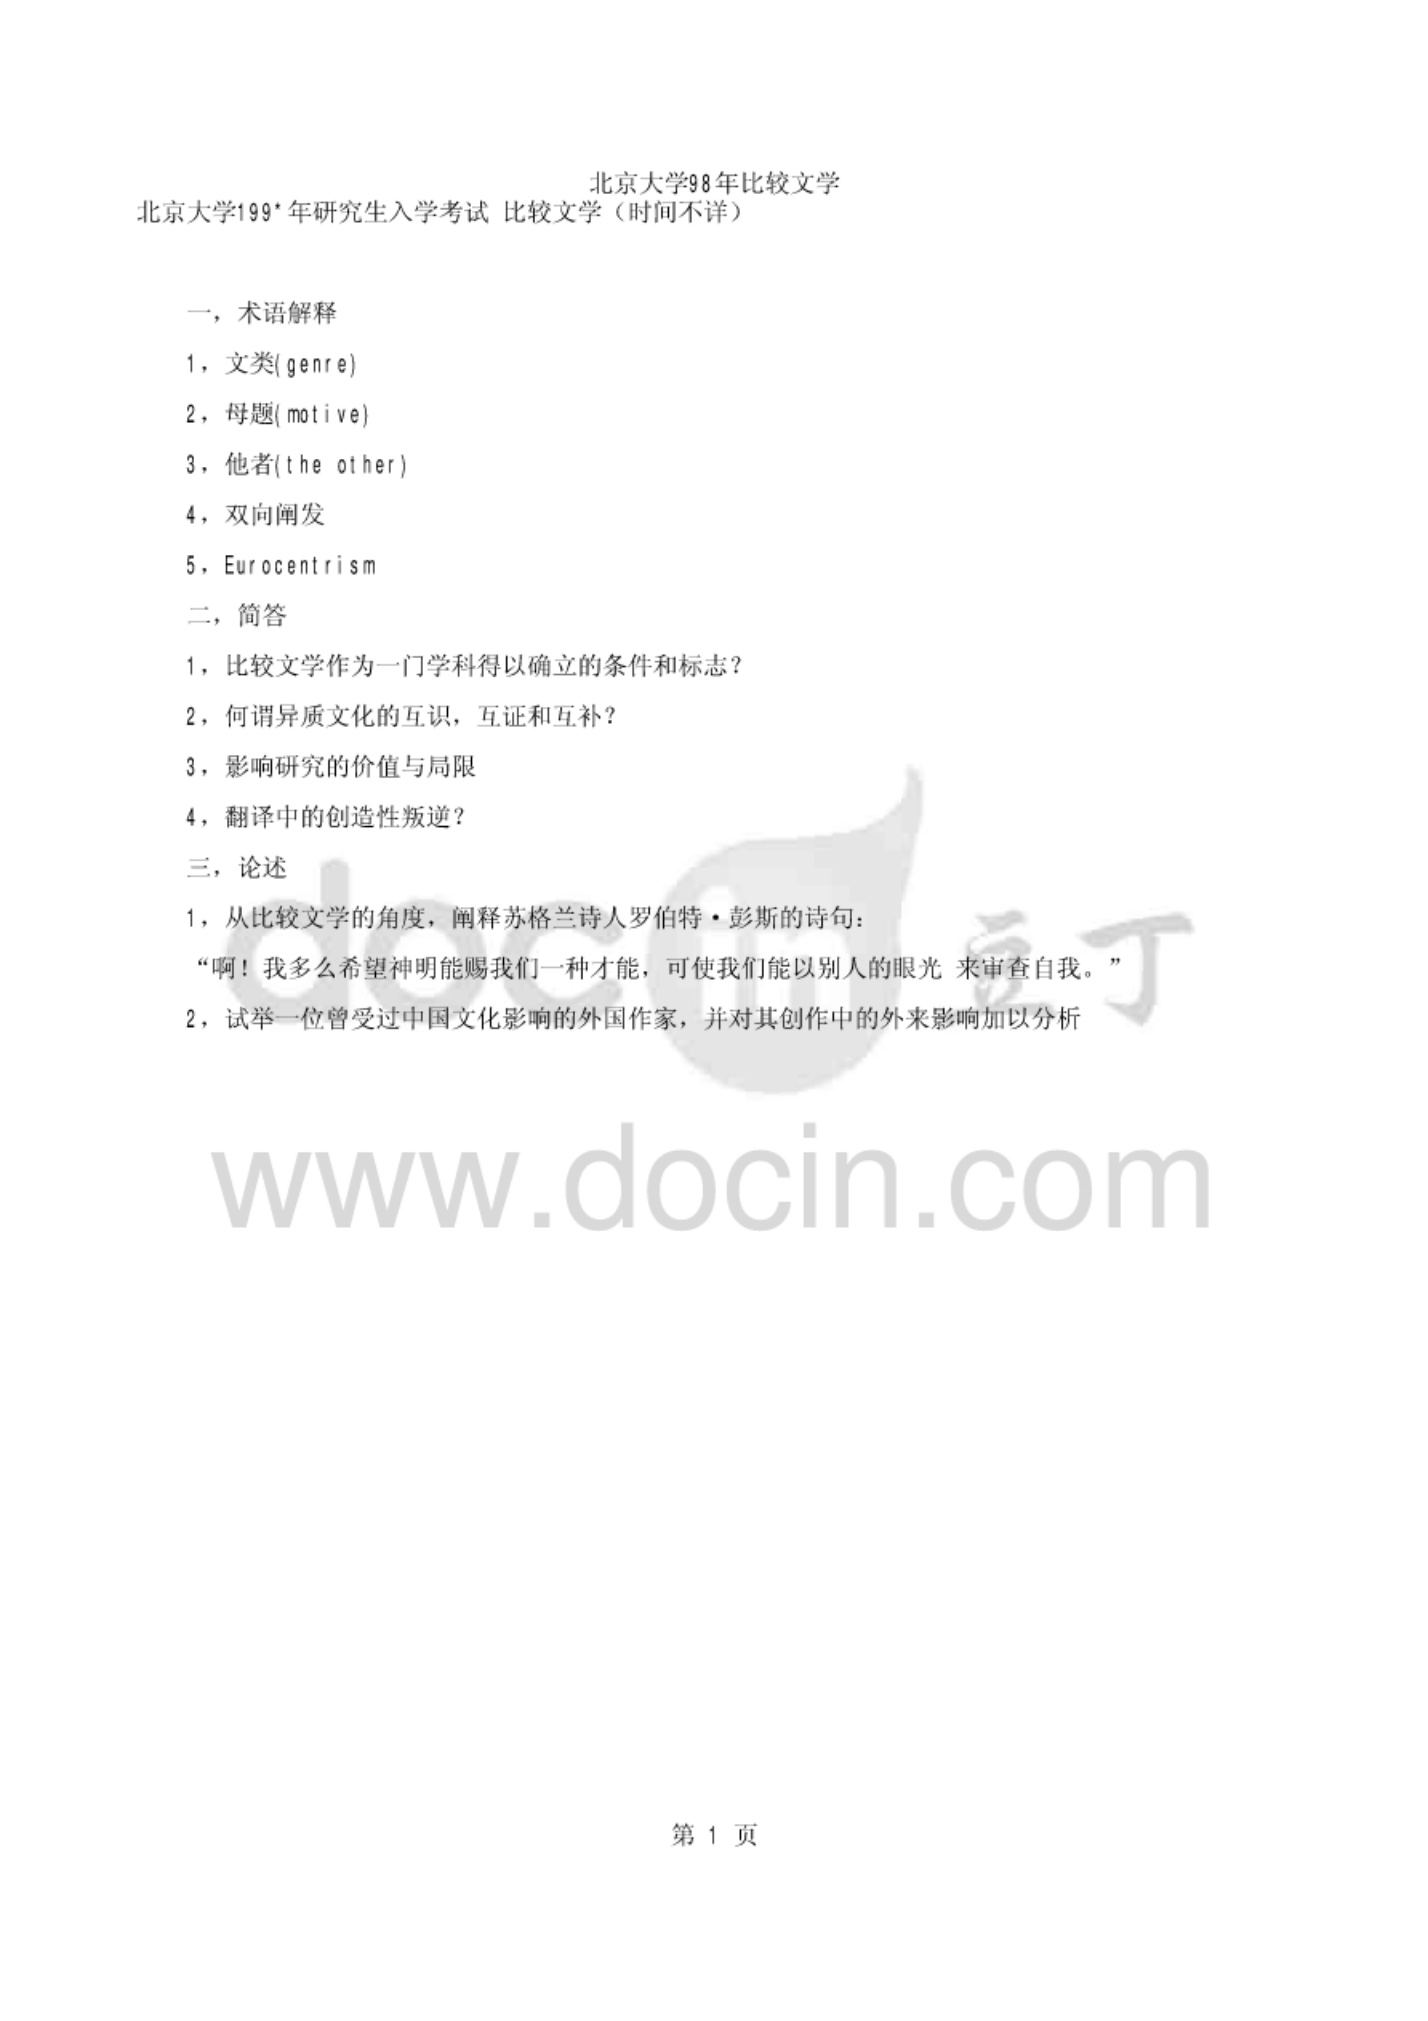 北京大学98年比较文学
北京大学199*年研究生入学考试 比较文学（时间不详）
一，术语解释
1，文类(genre)
2，母题(motive)
3，他者(the other)
4，双向阐发
5，Eurocentrism
二，简答
1，比较文学作为一门学科得以确立的条件和标志？
2，何谓异质文化的互识，互证和互补？
3，影响研究的价值与局限
4，翻译中的创造性叛逆？
三，论述
1，从比较文学的角度，阐释苏格兰诗人罗伯特·彭斯的诗句：
“啊！我多么希望神明能赐我们一种才能，可使我们能以别人的眼光 来审查自我。”
2，试举一位曾受过中国文化影响的外国作家，并对其创作中的外来影响加以分析
docin 豆丁
www.docin.com
第 1 页